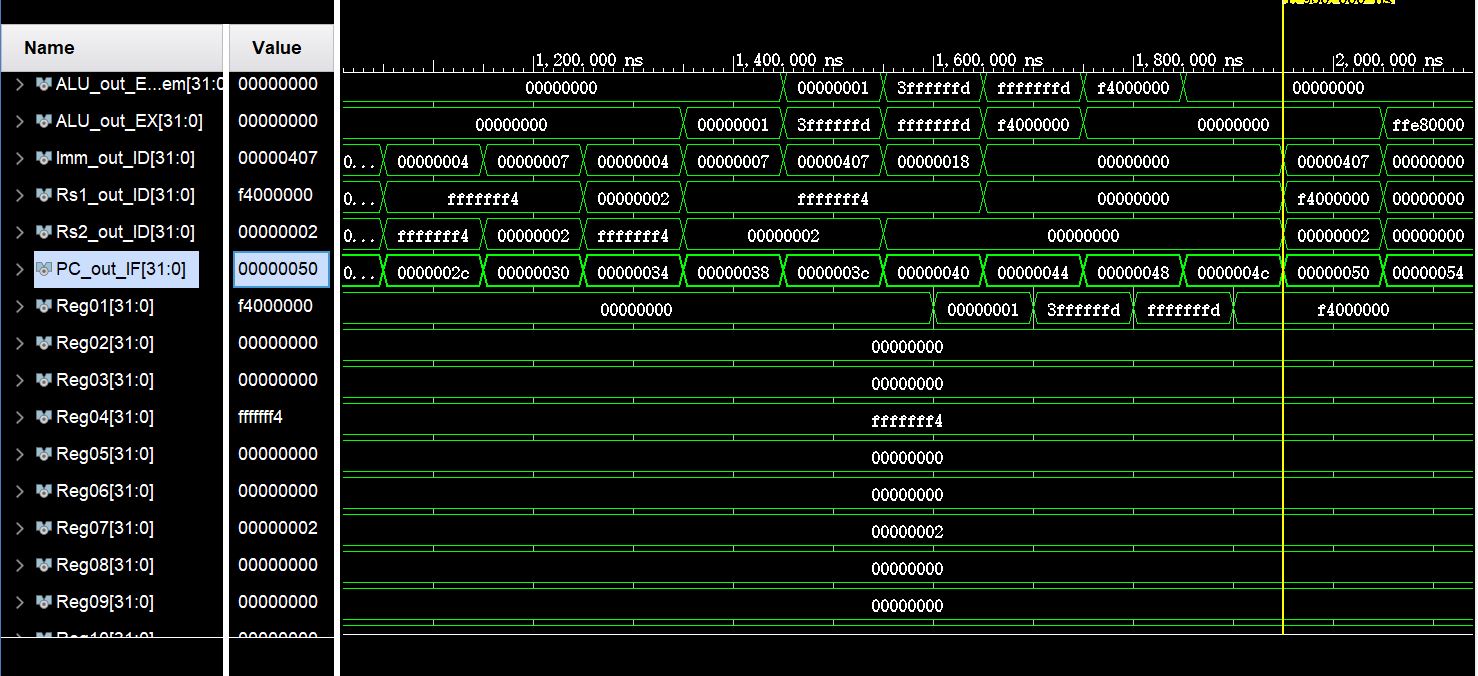 Name Value
1,200.000 ns 1,400.000 ns 1,600.000 ns 1,800.000 ns 2,000.000 ns
ALU_out_E...em[31:0 00000000 00000000 00000001 3ffffffd fffffffd f4000000 00000000
ALU_out_EX[31:0] 00000000 00000000 00000001 3ffffffd fffffffd f4000000 00000000 ffe80000
Imm_out_ID[31:0] 00000407 0... 00000004 00000007 00000004 00000007 00000407 00000018 00000000 00000407 00000000
Rs1_out_ID[31:0] f4000000 0... fffffff4 00000002 fffffff4 00000000 f4000000 00000000
Rs2_out_ID[31:0] 00000002 0... fffffff4 00000002 fffffff4 00000002 00000000 00000002 00000000
PC_out_IF[31:0] 00000050 0... 0000002c 00000030 00000034 00000038 0000003c 00000040 00000044 00000048 0000004c 00000050 00000054
Reg01[31:0] f4000000 00000000 00000001 3ffffffd fffffffd f4000000
Reg02[31:0] 00000000 00000000
Reg03[31:0] 00000000 00000000
Reg04[31:0] fffffff4 fffffff4
Reg05[31:0] 00000000 00000000
Reg06[31:0] 00000000 00000000
Reg07[31:0] 00000002 00000002
Reg08[31:0] 00000000 00000000
Reg09[31:0] 00000000 00000000